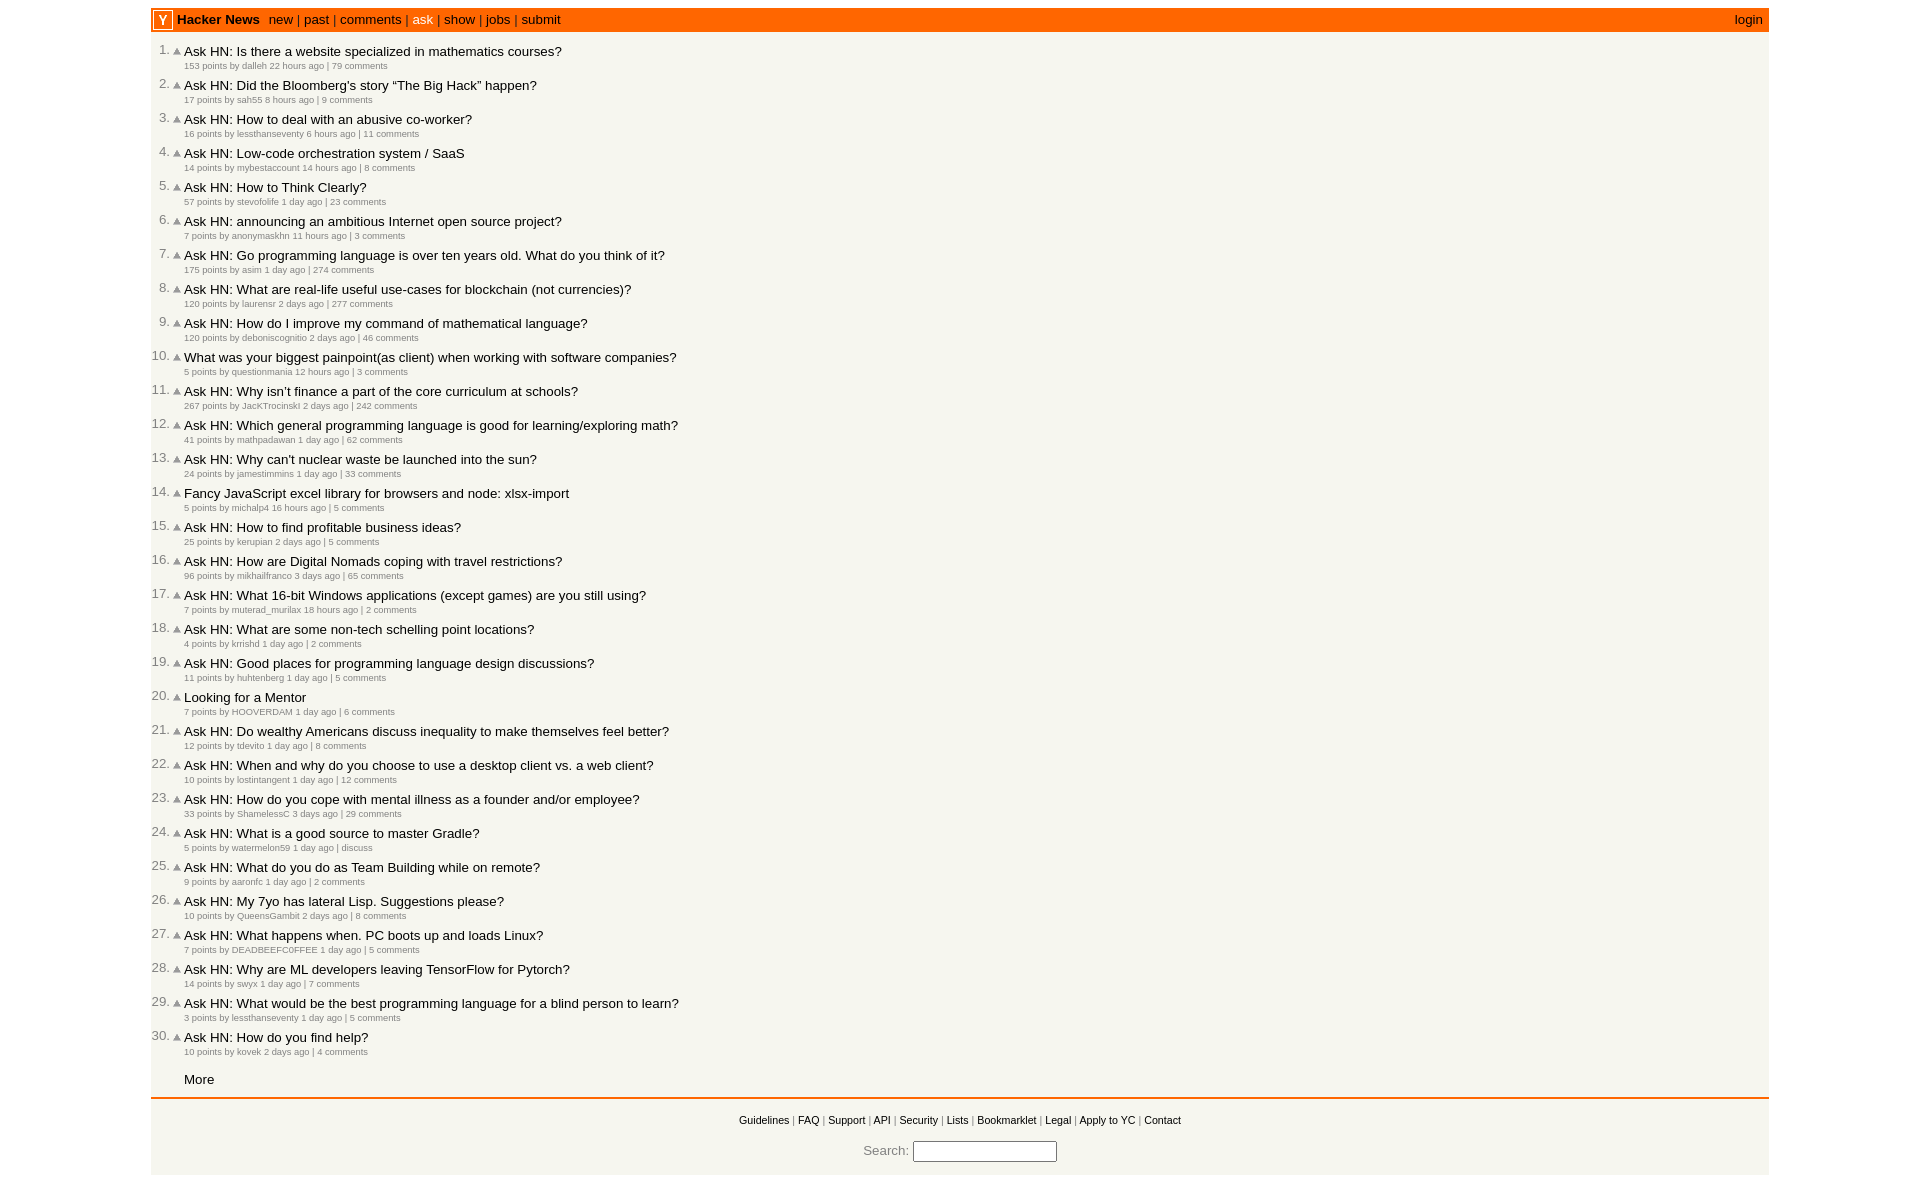 Y Hacker News new | past | comments | ask | show | jobs | submit login
1. Ask HN: Is there a website specialized in mathematics courses?
153 points by dalleh 22 hours ago | 79 comments
2. Ask HN: Did the Bloomberg's story “The Big Hack” happen?
17 points by sah55 8 hours ago | 9 comments
3. Ask HN: How to deal with an abusive co-worker?
16 points by lessthanseventy 6 hours ago | 11 comments
4. Ask HN: Low-code orchestration system / SaaS
14 points by mybestaccount 14 hours ago | 8 comments
5. Ask HN: How to Think Clearly?
57 points by stevofolife 1 day ago | 23 comments
6. Ask HN: announcing an ambitious Internet open source project?
7 points by anonymaskhn 11 hours ago | 3 comments
7. Ask HN: Go programming language is over ten years old. What do you think of it?
175 points by asim 1 day ago | 274 comments
8. Ask HN: What are real-life useful use-cases for blockchain (not currencies)?
120 points by laurensr 2 days ago | 277 comments
9. Ask HN: How do I improve my command of mathematical language?
120 points by deboniscognitio 2 days ago | 46 comments
10. What was your biggest painpoint(as client) when working with software companies?
5 points by questionmania 12 hours ago | 3 comments
11. Ask HN: Why isn’t finance a part of the core curriculum at schools?
267 points by JacKTrocinskI 2 days ago | 242 comments
12. Ask HN: Which general programming language is good for learning/exploring math?
41 points by mathpadawan 1 day ago | 62 comments
13. Ask HN: Why can't nuclear waste be launched into the sun?
24 points by jamestimmins 1 day ago | 33 comments
14. Fancy JavaScript excel library for browsers and node: xlsx-import
5 points by michalp4 16 hours ago | 5 comments
15. Ask HN: How to find profitable business ideas?
25 points by kerupian 2 days ago | 5 comments
16. Ask HN: How are Digital Nomads coping with travel restrictions?
96 points by mikhailfranco 3 days ago | 65 comments
17. Ask HN: What 16-bit Windows applications (except games) are you still using?
7 points by muterad_murilax 18 hours ago | 2 comments
18. Ask HN: What are some non-tech schelling point locations?
4 points by krrishd 1 day ago | 2 comments
19. Ask HN: Good places for programming language design discussions?
11 points by huhtenberg 1 day ago | 5 comments
20. Looking for a Mentor
7 points by HOOVERDAM 1 day ago | 6 comments
21. Ask HN: Do wealthy Americans discuss inequality to make themselves feel better?
12 points by tdevito 1 day ago | 8 comments
22. Ask HN: When and why do you choose to use a desktop client vs. a web client?
10 points by lostintangent 1 day ago | 12 comments
23. Ask HN: How do you cope with mental illness as a founder and/or employee?
33 points by ShamelessC 3 days ago | 29 comments
24. Ask HN: What is a good source to master Gradle?
5 points by watermelon59 1 day ago | discuss
25. Ask HN: What do you do as Team Building while on remote?
9 points by aaronfc 1 day ago | 2 comments
26. Ask HN: My 7yo has lateral Lisp. Suggestions please?
10 points by QueensGambit 2 days ago | 8 comments
27. Ask HN: What happens when. PC boots up and loads Linux?
7 points by DEADBEEFC0FFEE 1 day ago | 5 comments
28. Ask HN: Why are ML developers leaving TensorFlow for Pytorch?
14 points by swyx 1 day ago | 7 comments
29. Ask HN: What would be the best programming language for a blind person to learn?
3 points by lessthanseventy 1 day ago | 5 comments
30. Ask HN: How do you find help?
10 points by kovek 2 days ago | 4 comments
More
Guidelines | FAQ | Support | API | Security | Lists | Bookmarklet | Legal | Apply to YC | Contact
Search: